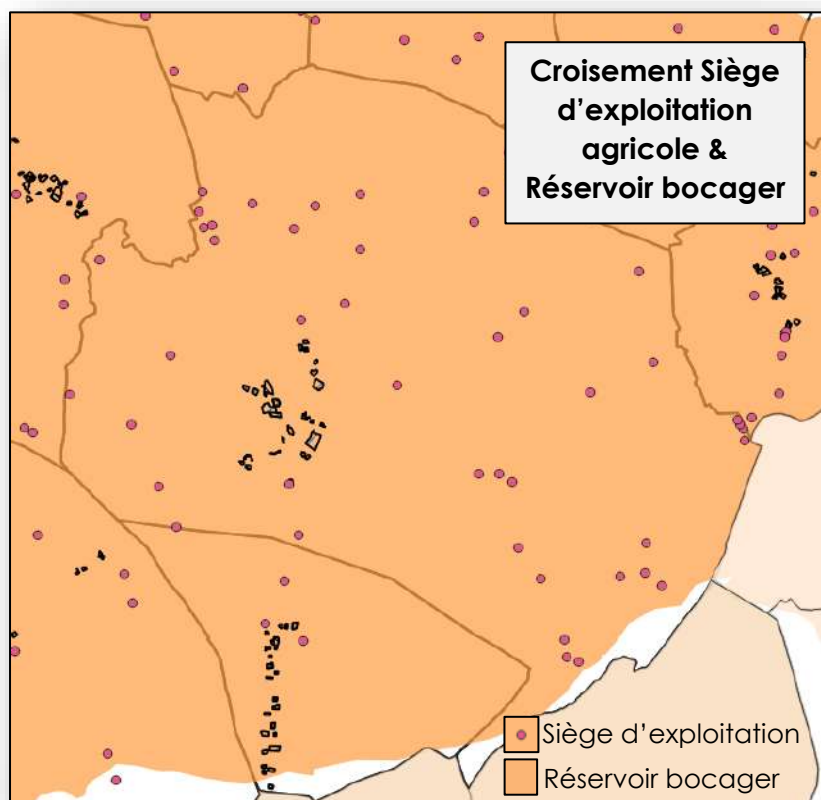 Croisement Siège
d’exploitation
agricole &
Réservoir bocager
Siège d’exploitation
Réservoir bocager